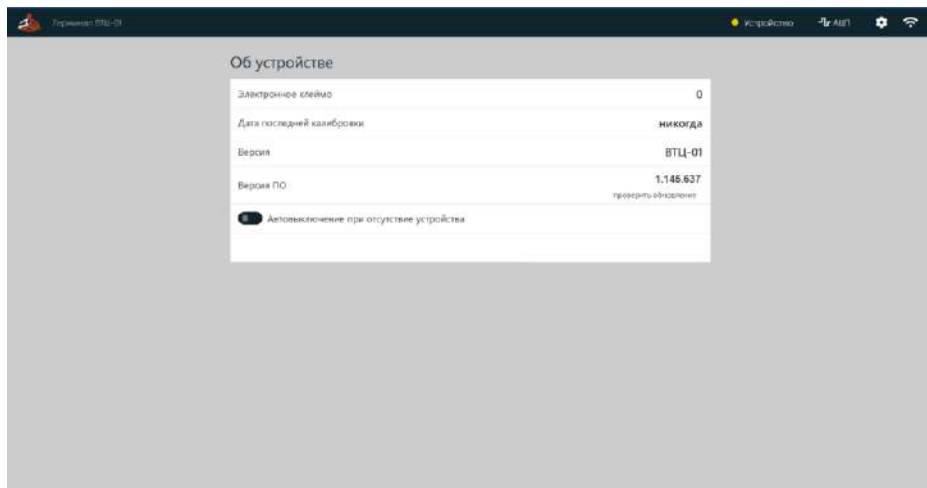 Терминал ВТЦ-01
Устройство
АЦП
Об устройстве
Электронное клеймо
0
Дата последней калибровки
никогда
Версия
ВТЦ-01
Версия ПО
1.146.637
проверить обновление
Автовыключение при отсутствие устройства